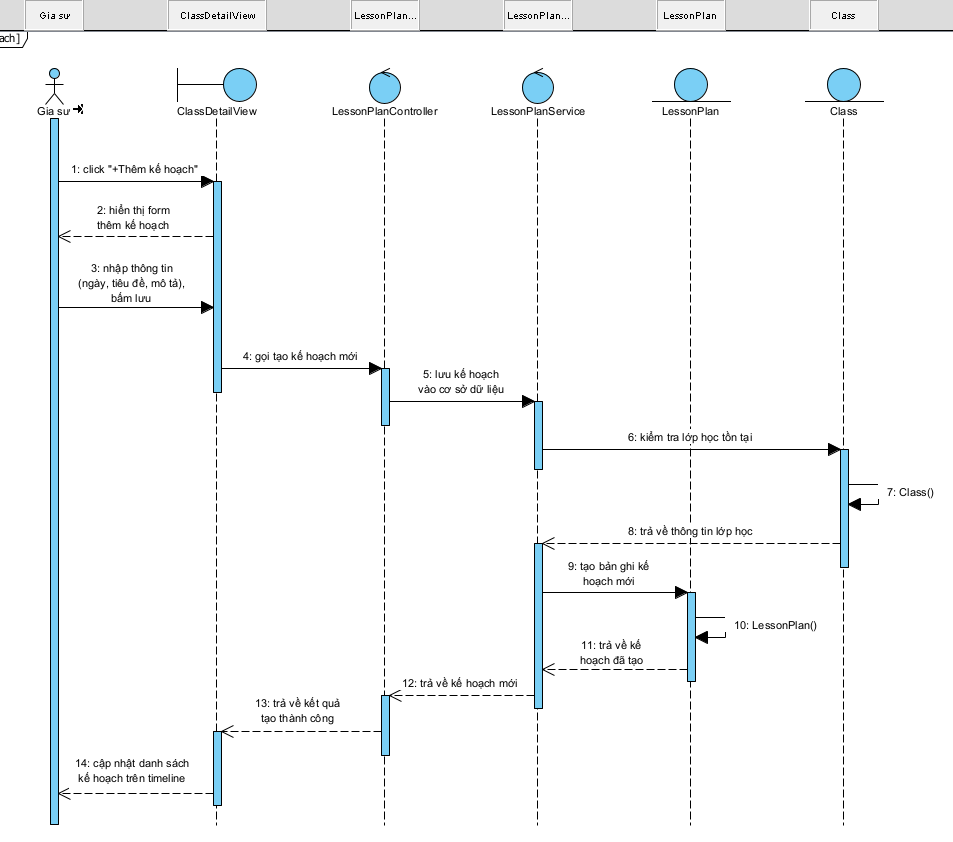 Gia sư
ClassDetailView
LessonPlan...
LessonPlan...
LessonPlan
Class
ach]
Gia sư
ClassDetailView
LessonPlanController
LessonPlanService
LessonPlan
Class
1: click "+Thêm kế hoạch"
2: hiển thị form
thêm kế hoạch
3: nhập thông tin
(ngày, tiêu đề, mô tả),
bấm lưu
4: gọi tạo kế hoạch mới
5: lưu kế hoạch
vào cơ sở dữ liệu
6: kiểm tra lớp học tồn tại
7: Class()
8: trả về thông tin lớp học
9: tạo bản ghi kế
hoạch mới
10: LessonPlan()
11: trả về kế
hoạch đã tạo
12: trả về kế hoạch mới
13: trả về kết quả
tạo thành công
14: cập nhật danh sách
kế hoạch trên timeline